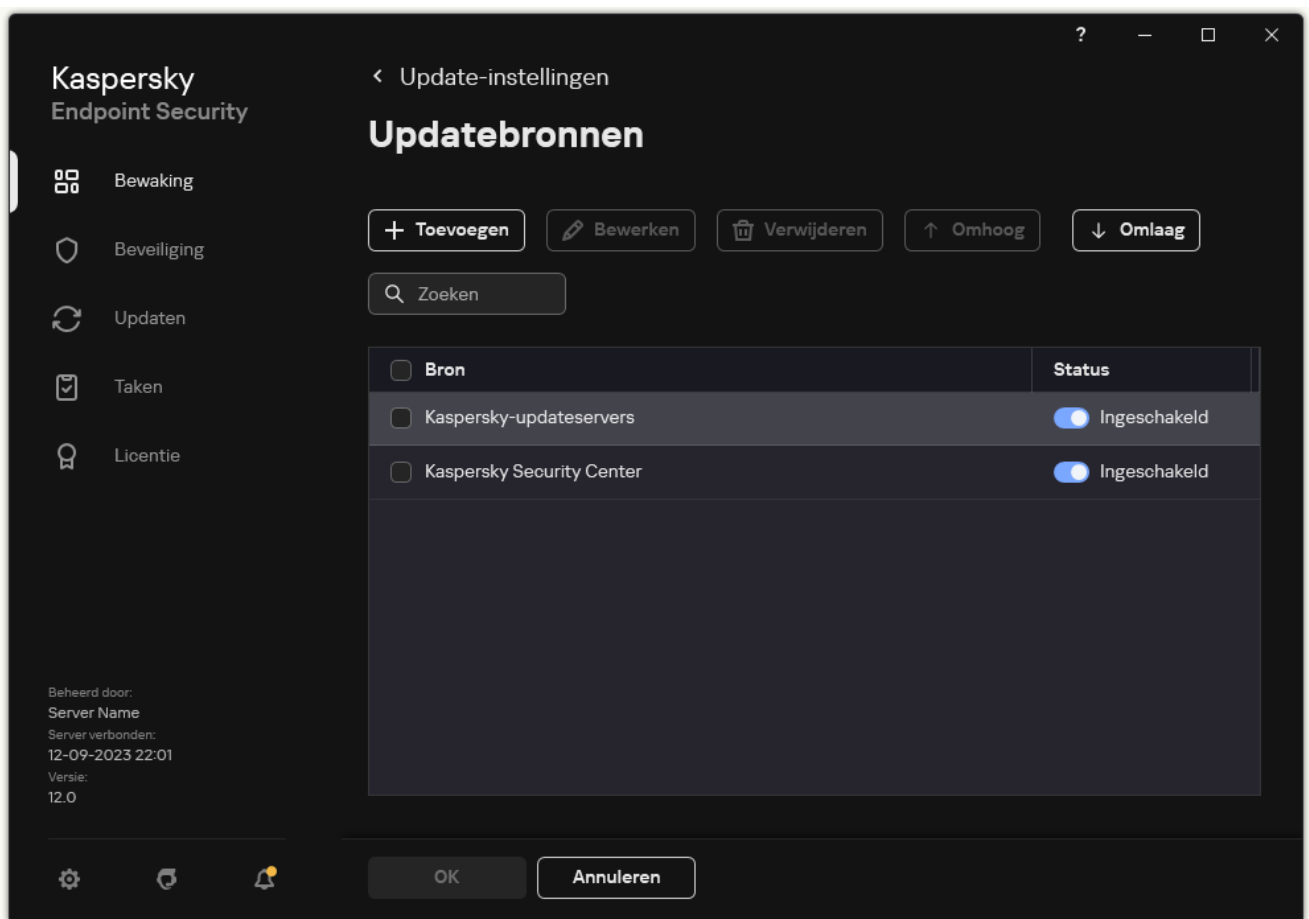 ?
Kaspersky
Endpoint Security
Update-instellingen
Updatebronnen
Bewaking
Beveiliging
Updaten
Taken
Licentie
Toevoegen Bewerken Verwijderen Omhoog Omlaag
Zoeken
Bron Status
Kaspersky-updateservers Ingeschakeld
Kaspersky Security Center Ingeschakeld
Beheerd door:
Server Name
Server verbonden:
12-09-2023 22:01
Versie:
12.0
OK Annuleren